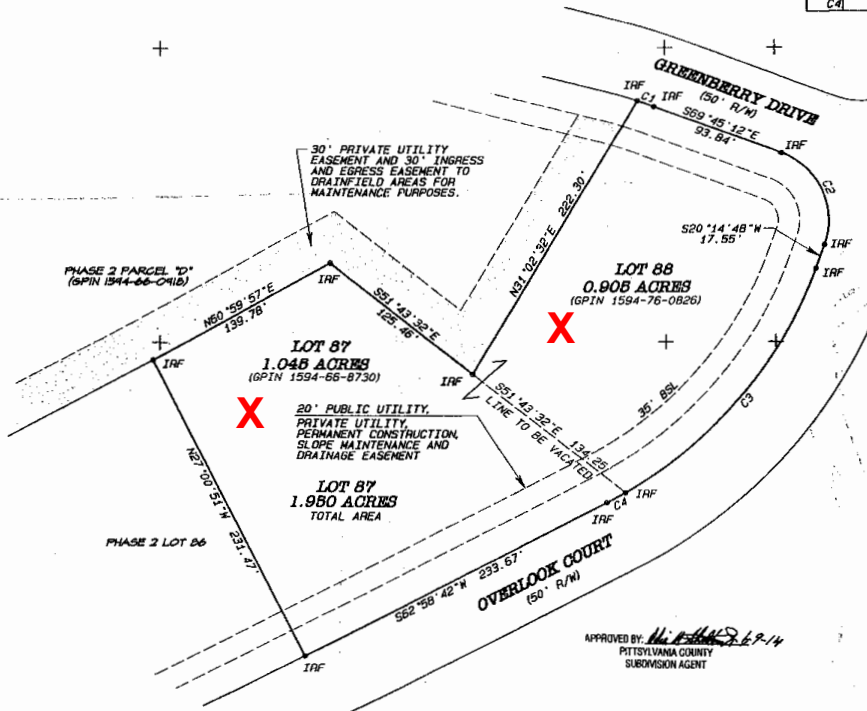 C4
GREENBERRY DRIVE
(50' R/W)
IRF
C1
IRF
S69°45'12"E
93.84'
IRF
C2
30' PRIVATE UTILITY
EASEMENT AND 30' INGRESS
AND EGRESS EASEMENT TO
DRAINFIELD AREAS FOR
MAINTENANCE PURPOSES.
N31°02'32"E 222.30'
S20°14'48"W
17.55'
IRF
IRF
PHASE 2 PARCEL "D"
(GPIN 1594-66-0418)
N60°59'57"E
139.78'
IRF
S51°43'32"E
125.46'
LOT 88
0.905 ACRES
(GPIN 1594-76-0826)
X
LOT 87
1.045 ACRES
(GPIN 1594-66-8730)
IRF
IRF
S51°43'32"E 134.25'
LINE TO BE VACATED
35' BSL
C3
X
20' PUBLIC UTILITY,
PRIVATE UTILITY,
PERMANENT CONSTRUCTION,
SLOPE MAINTENANCE AND
DRAINAGE EASEMENT
N27°00'51"W 231.47'
LOT 87
1.950 ACRES
TOTAL AREA
IRF
C4
IRF
PHASE 2 LOT 86
S62°58'42"W 233.67'
OVERLOOK COURT
(50' R/W)
IRF
APPROVED BY: 6-9-14
PITTSYLVANIA COUNTY
SUBDIVISION AGENT